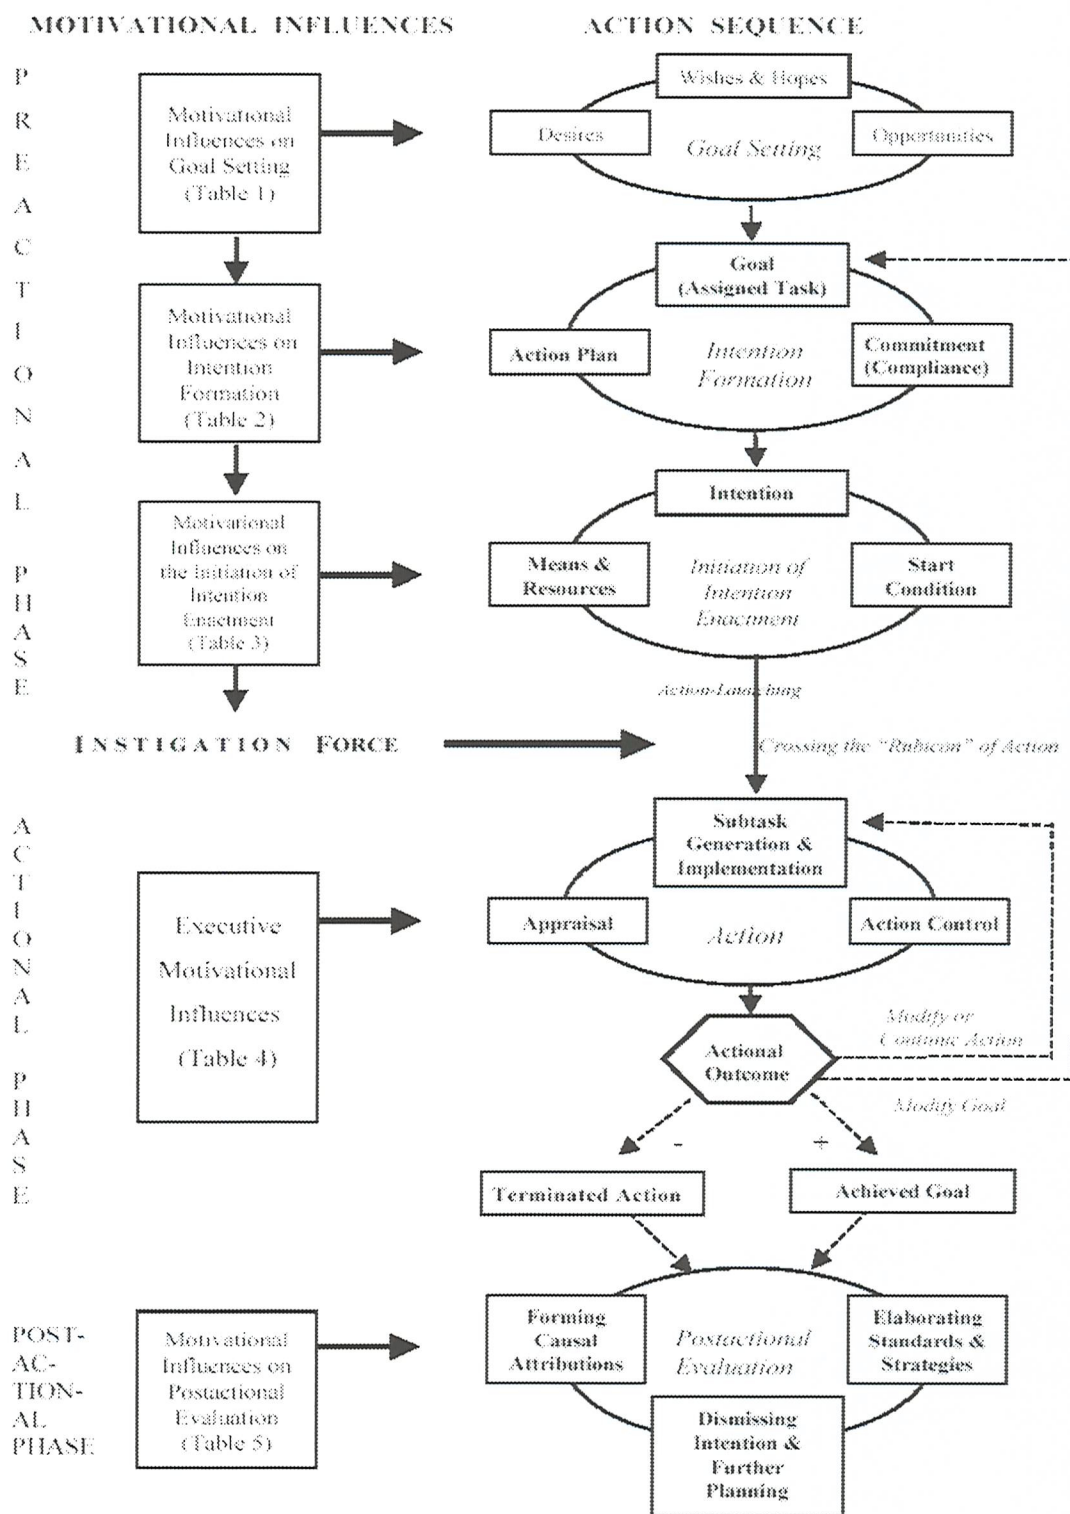 MOTIVATIONAL INFLUENCES
ACTION SEQUENCE
PREACTIONAL PHASE
Motivational
Influences on
Goal Setting
(Table 1)
Wishes & Hopes
Desires
Opportunities
Goal Setting
Motivational
Influences on
Intention
Formation
(Table 2)
Goal
(Assigned Task)
Action Plan
Commitment
(Compliance)
Intention
Formation
Motivational
Influences on
the Initiation of
Intention
Enactment
(Table 3)
Intention
Means &
Resources
Start
Condition
Initiation of
Intention
Enactment
Action-Launching
INSTIGATION FORCE
Crossing the "Rubicon" of Action
ACTIONAL PHASE
Executive
Motivational
Influences
(Table 4)
Subtask
Generation &
Implementation
Appraisal
Action Control
Action
Actional
Outcome
Modify or
Continue Action
Modify Goal
-
+
Terminated Action
Achieved Goal
POST-
AC-
TION-
AL
PHASE
Motivational
Influences on
Postactional
Evaluation
(Table 5)
Forming
Causal
Attributions
Postactional
Evaluation
Elaborating
Standards &
Strategies
Dismissing
Intention &
Further
Planning